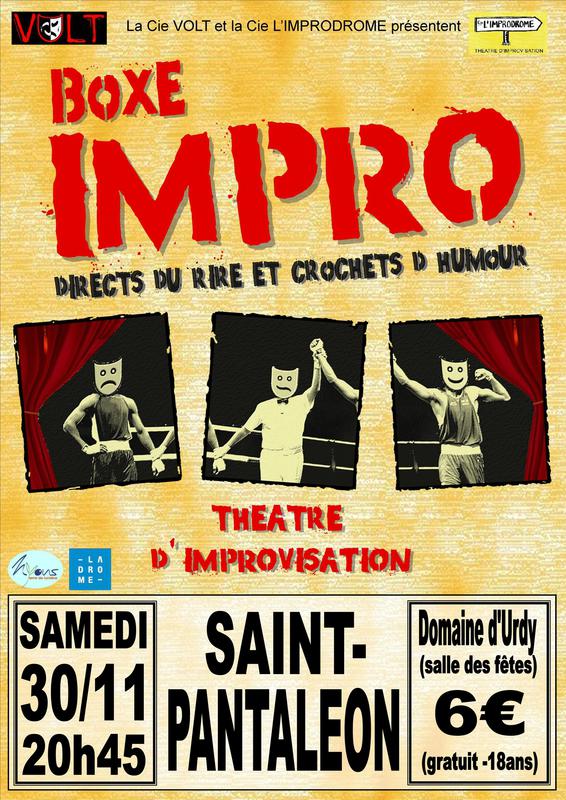 VOLT
La Cie VOLT et la Cie L'IMPRODROME présentent
Cie L'IMPRODROME
THEATRE D'IMPROVISATION
BOXE
IMPRO
DIRECTS DU RIRE ET CROCHETS D HUMOUR
THEATRE
D'IMPROVISATION
Nyons
- LA
DRO
ME -
SAMEDI
30/11
20h45
SAINT-
PANTALEON
Domaine d'Urdy
(salle des fêtes)
6€
(gratuit -18ans)